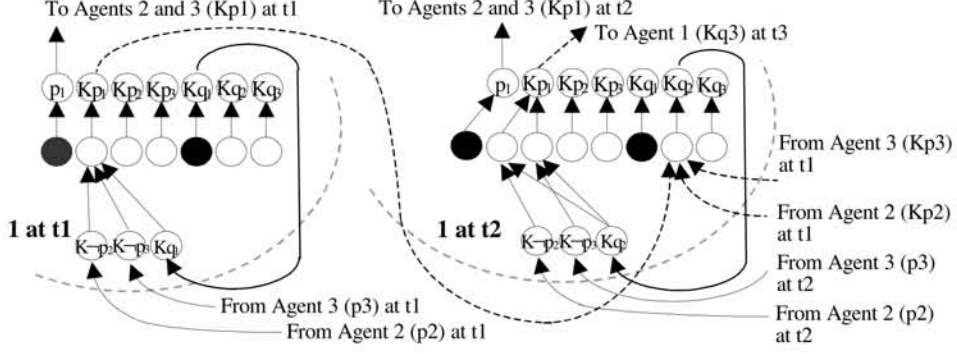 To Agents 2 and 3 (Kp1) at t1
p₁ Kp₁ Kp₂ Kp₃ Kq₁ Kq₂ Kq₃
1 at t1
K¬p₂ K¬p₃ Kq₁
From Agent 3 (p3) at t1
From Agent 2 (p2) at t1
To Agents 2 and 3 (Kp1) at t2
To Agent 1 (Kq3) at t3
p₁ Kp₁ Kp₂ Kp₃ Kq₁ Kq₂ Kq₃
From Agent 3 (Kp3)
at t1
1 at t2
K¬p₂ K¬p₃ Kq₂
From Agent 2 (Kp2)
at t1
From Agent 3 (p3)
at t2
From Agent 2 (p2)
at t2